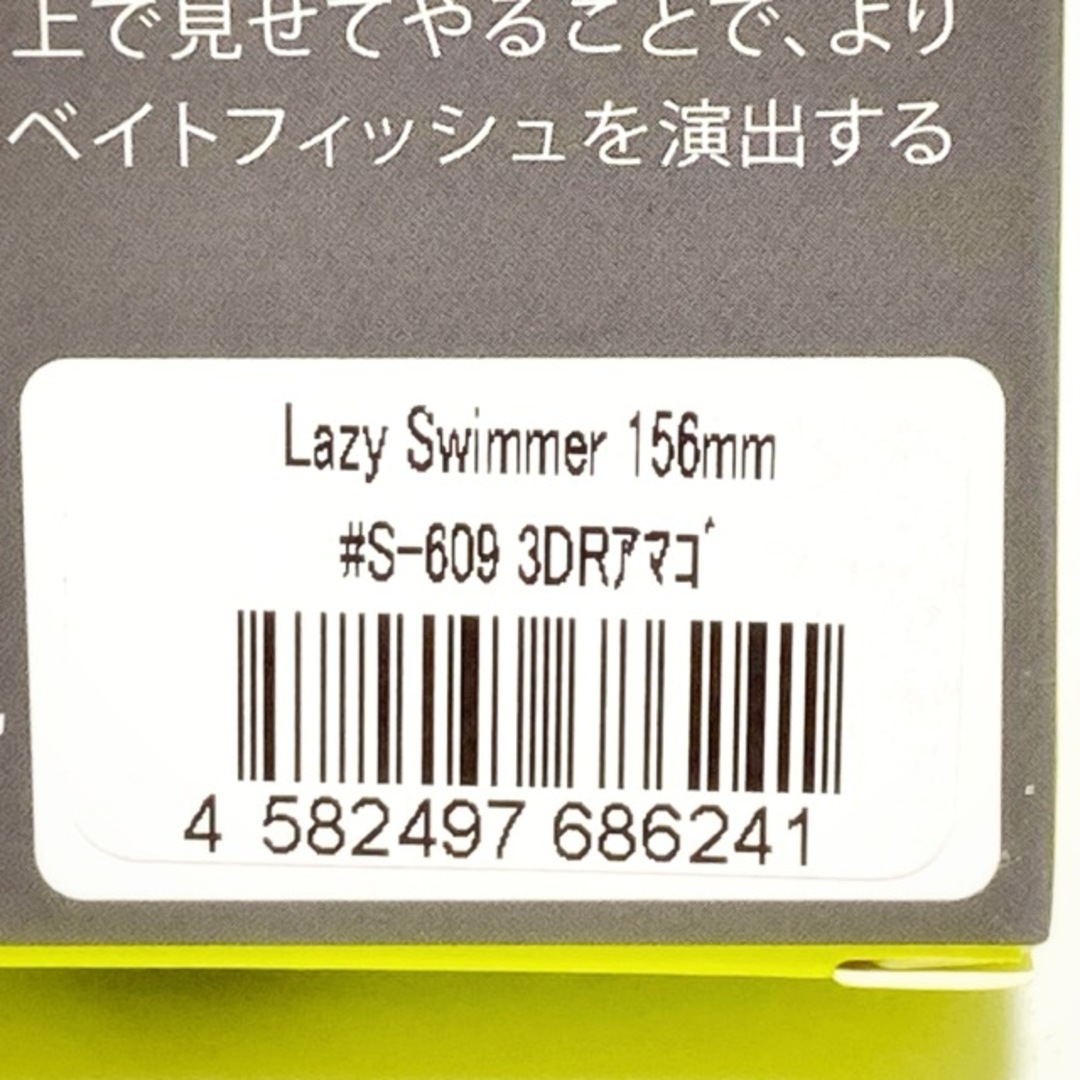 上で見せてやることで、より
ベイトフィッシュを演出する
Lazy Swimmer 156mm
#S-609 3DRアマゴ
4 582497 686241